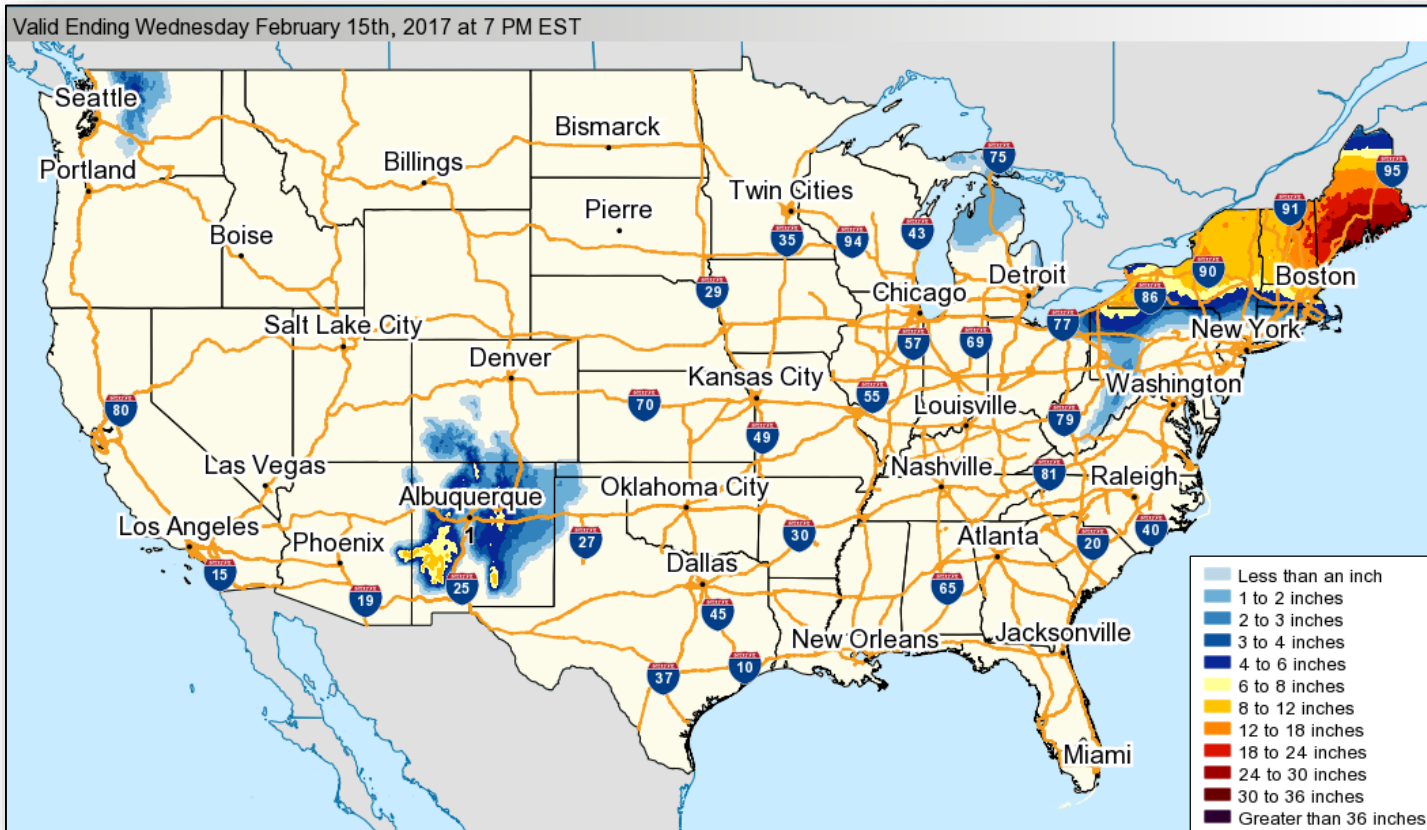 Valid Ending Wednesday February 15th, 2017 at 7 PM EST
Seattle
Portland
Boise
Billings
Bismarck
Pierre
Twin Cities
75
95
91
35
94
43
90
86
Boston
29
Chicago
Detroit
77
New York
Salt Lake City
Denver
57
69
Kansas City
Washington
80
70
55
Louisville
79
49
Las Vegas
Albuquerque
Oklahoma City
Nashville
81
Raleigh
Los Angeles
Phoenix
1
27
30
Atlanta
20
40
15
19
25
Dallas
65
45
New Orleans
Jacksonville
37
10
Miami
Less than an inch
1 to 2 inches
2 to 3 inches
3 to 4 inches
4 to 6 inches
6 to 8 inches
8 to 12 inches
12 to 18 inches
18 to 24 inches
24 to 30 inches
30 to 36 inches
Greater than 36 inches